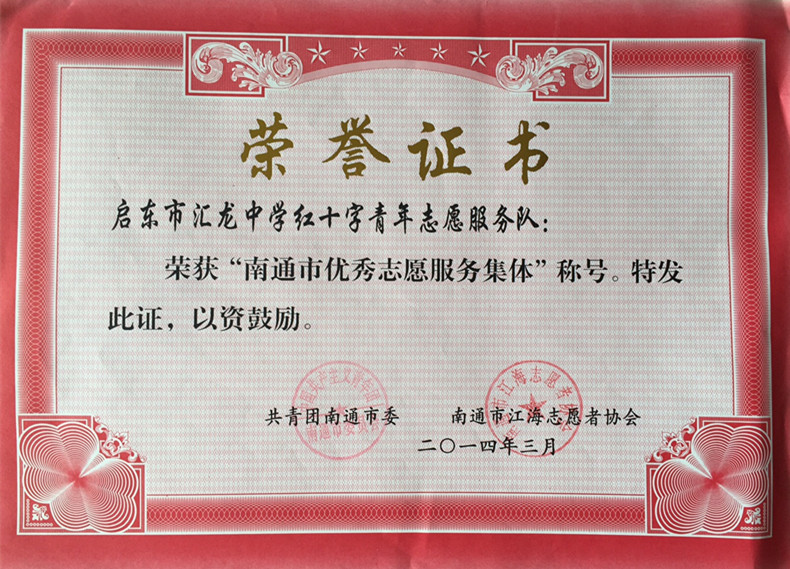 荣誉证书
启东市汇龙中学红十字青年志愿服务队：
荣获“南通市优秀志愿服务集体”称号。特发
此证，以资鼓励。
共青团南通市委 南通市江海志愿者协会
二〇一四年三月